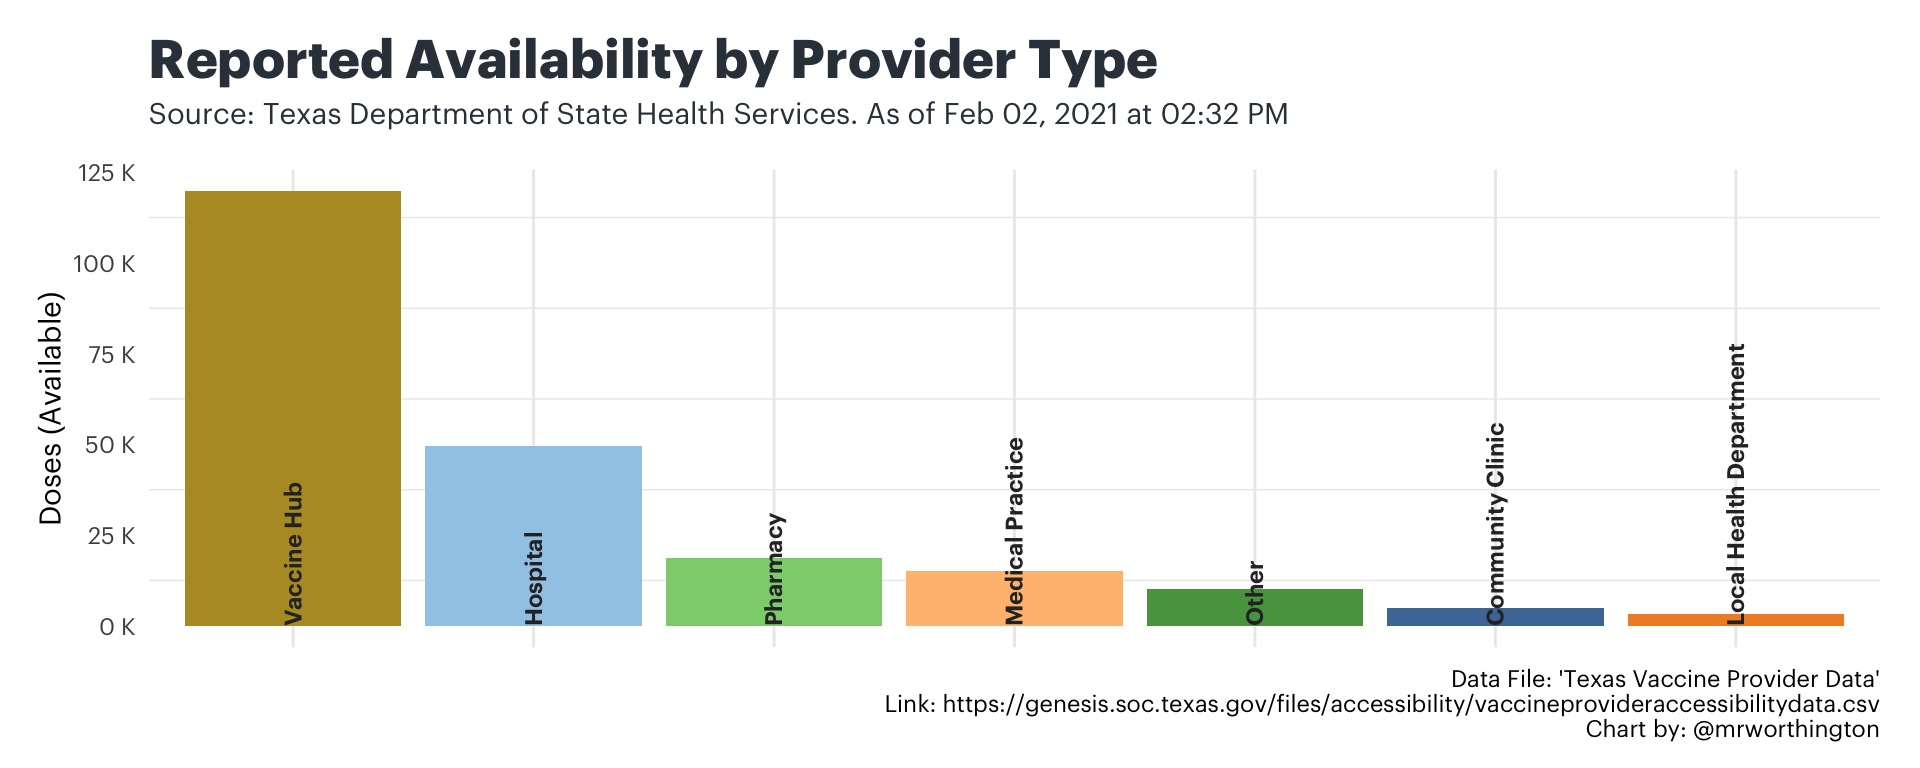 Reported Availability by Provider Type
Source: Texas Department of State Health Services. As of Feb 02, 2021 at 02:32 PM
Doses (Available)
125 K
100 K
75 K
50 K
25 K
0 K
Vaccine Hub
Hospital
Pharmacy
Medical Practice
Other
Community Clinic
Local Health Department
Data File: 'Texas Vaccine Provider Data'
Link: https://genesis.soc.texas.gov/files/accessibility/vaccineprovideraccessibilitydata.csv
Chart by: @mrworthington